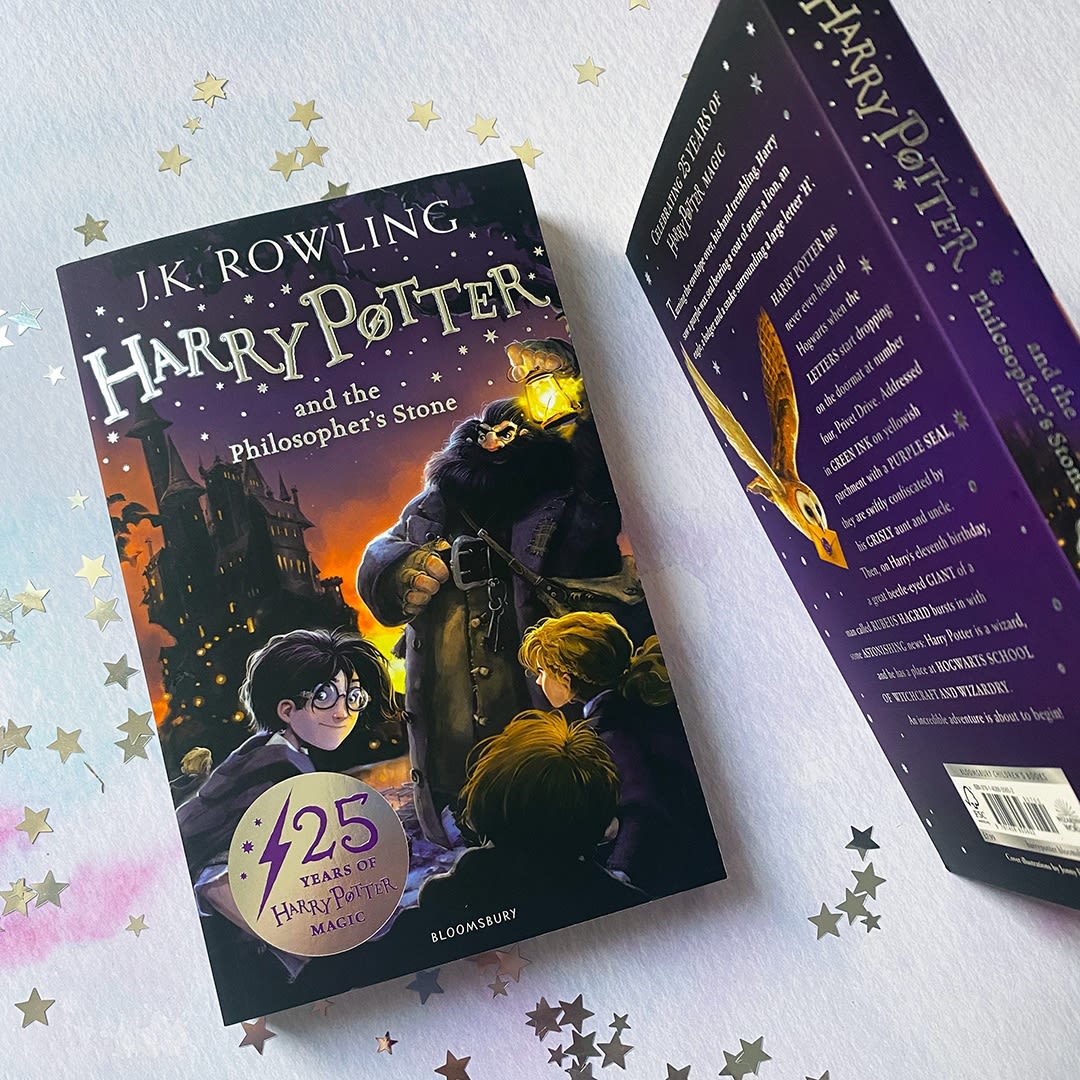 J.K. ROWLING
HARRY POTTER
and the
Philosopher's Stone
25
YEARS OF
HARRY POTTER
MAGIC
BLOOMSBURY
CELEBRATING 25 YEARS OF
HARRY POTTER MAGIC
Turning the envelope over, his hand trembling, Harry
saw a purple wax seal bearing a coat of arms; a lion, an
eagle, a badger and a snake surrounding a large letter 'H'.
HARRY POTTER has
never even heard of
Hogwarts when the
LETTERS start dropping
on the doormat at number
four, Privet Drive. Addressed
in GREEN INK on yellowish
parchment with a PURPLE SEAL,
they are swiftly confiscated by
his GRISLY aunt and uncle.
Then, on Harry's eleventh birthday,
a great beetle-eyed GIANT of a
man called RUBEUS HAGRID bursts in with
some ASTONISHING news: Harry Potter is a wizard,
and he has a place at HOGWARTS SCHOOL
OF WITCHCRAFT AND WIZARDRY.
An incredible adventure is about to begin!
BLOOMSBURY CHILDREN'S BOOKS
FSC
Cover illustrations by Jonny
HARRY POTTER
and the
Philosopher's Stone